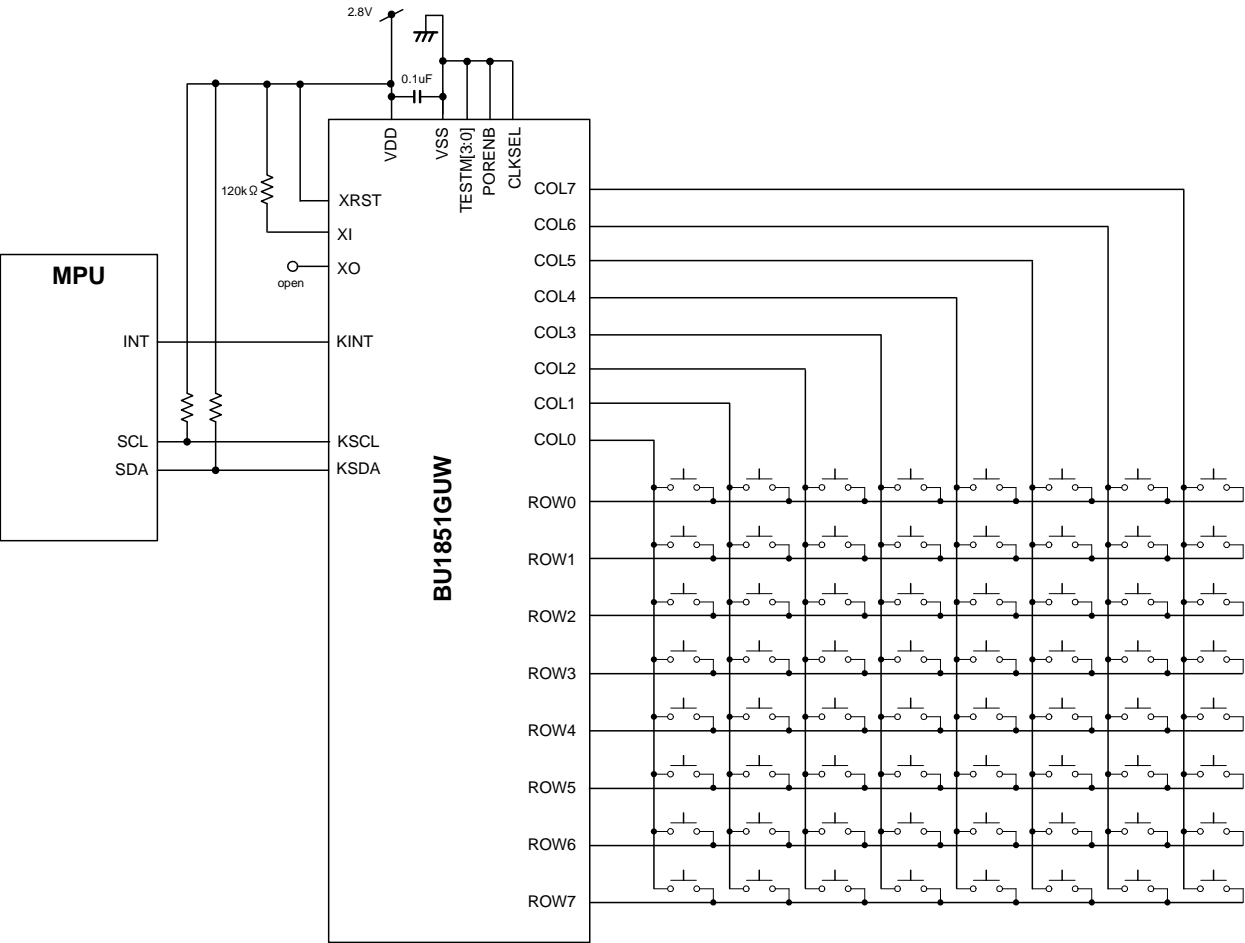 2.8V
0.1uF
VDD
VSS
TESTM[3:0]
PORENB
CLKSEL
120kΩ
XRST
XI
XO
open
MPU
INT
KINT
SCL
KSCL
SDA
KSDA
BU1851GUW
COL7
COL6
COL5
COL4
COL3
COL2
COL1
COL0
ROW0
ROW1
ROW2
ROW3
ROW4
ROW5
ROW6
ROW7